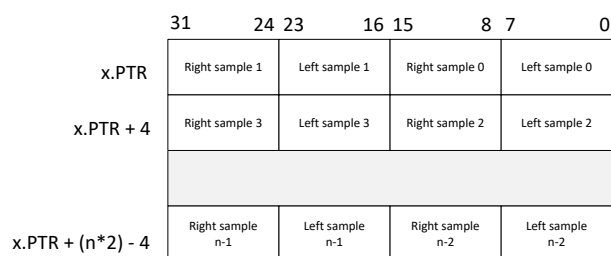 31 24 23 16 15 8 7 0
x.PTR Right sample 1 Left sample 1 Right sample 0 Left sample 0
x.PTR + 4 Right sample 3 Left sample 3 Right sample 2 Left sample 2
x.PTR + (n*2) - 4 Right sample n-1 Left sample n-1 Right sample n-2 Left sample n-2